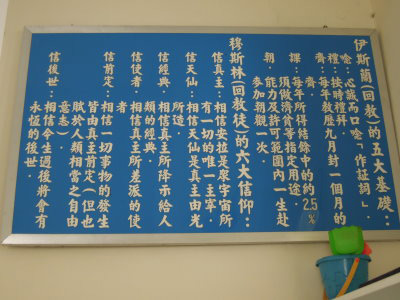 伊斯蘭(回教)的五大基礎：
唸：心誠而口唸「作証詞」．
禮：按時禮拜．
齋：每年教歷九月封一個月的
齋．
課：每年所得結餘中的約2.5%
須做濟貧等指定用途．
朝：能力及許可範圍內一生赴
參加朝觀一次．
穆斯林(回教徒)的六大信仰：
信真主：相信安拉是眾宇宙所
有一切的唯一主宰．
信天仙：相信天仙是真主由光
所造．
信經典：相信真主所降示給人
類的經典．
信使者：相信真主所差派的使
者
信前定：相信一切事物的發生
皆由真主前定(但也
賦於人類相當之自由
意志)．
信後世：相信今生過後將會有
永恆的後世．